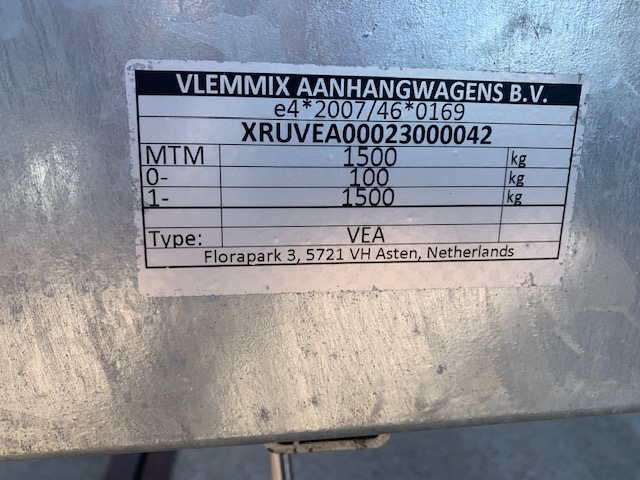 VLEMMIX AANHANGWAGENS B.V.
e4*2007/46*0169
XRUVEA00023000042
MTM 1500 kg
0- 100 kg
1- 1500 kg
Type: VEA
Florapark 3, 5721 VH Asten, Netherlands